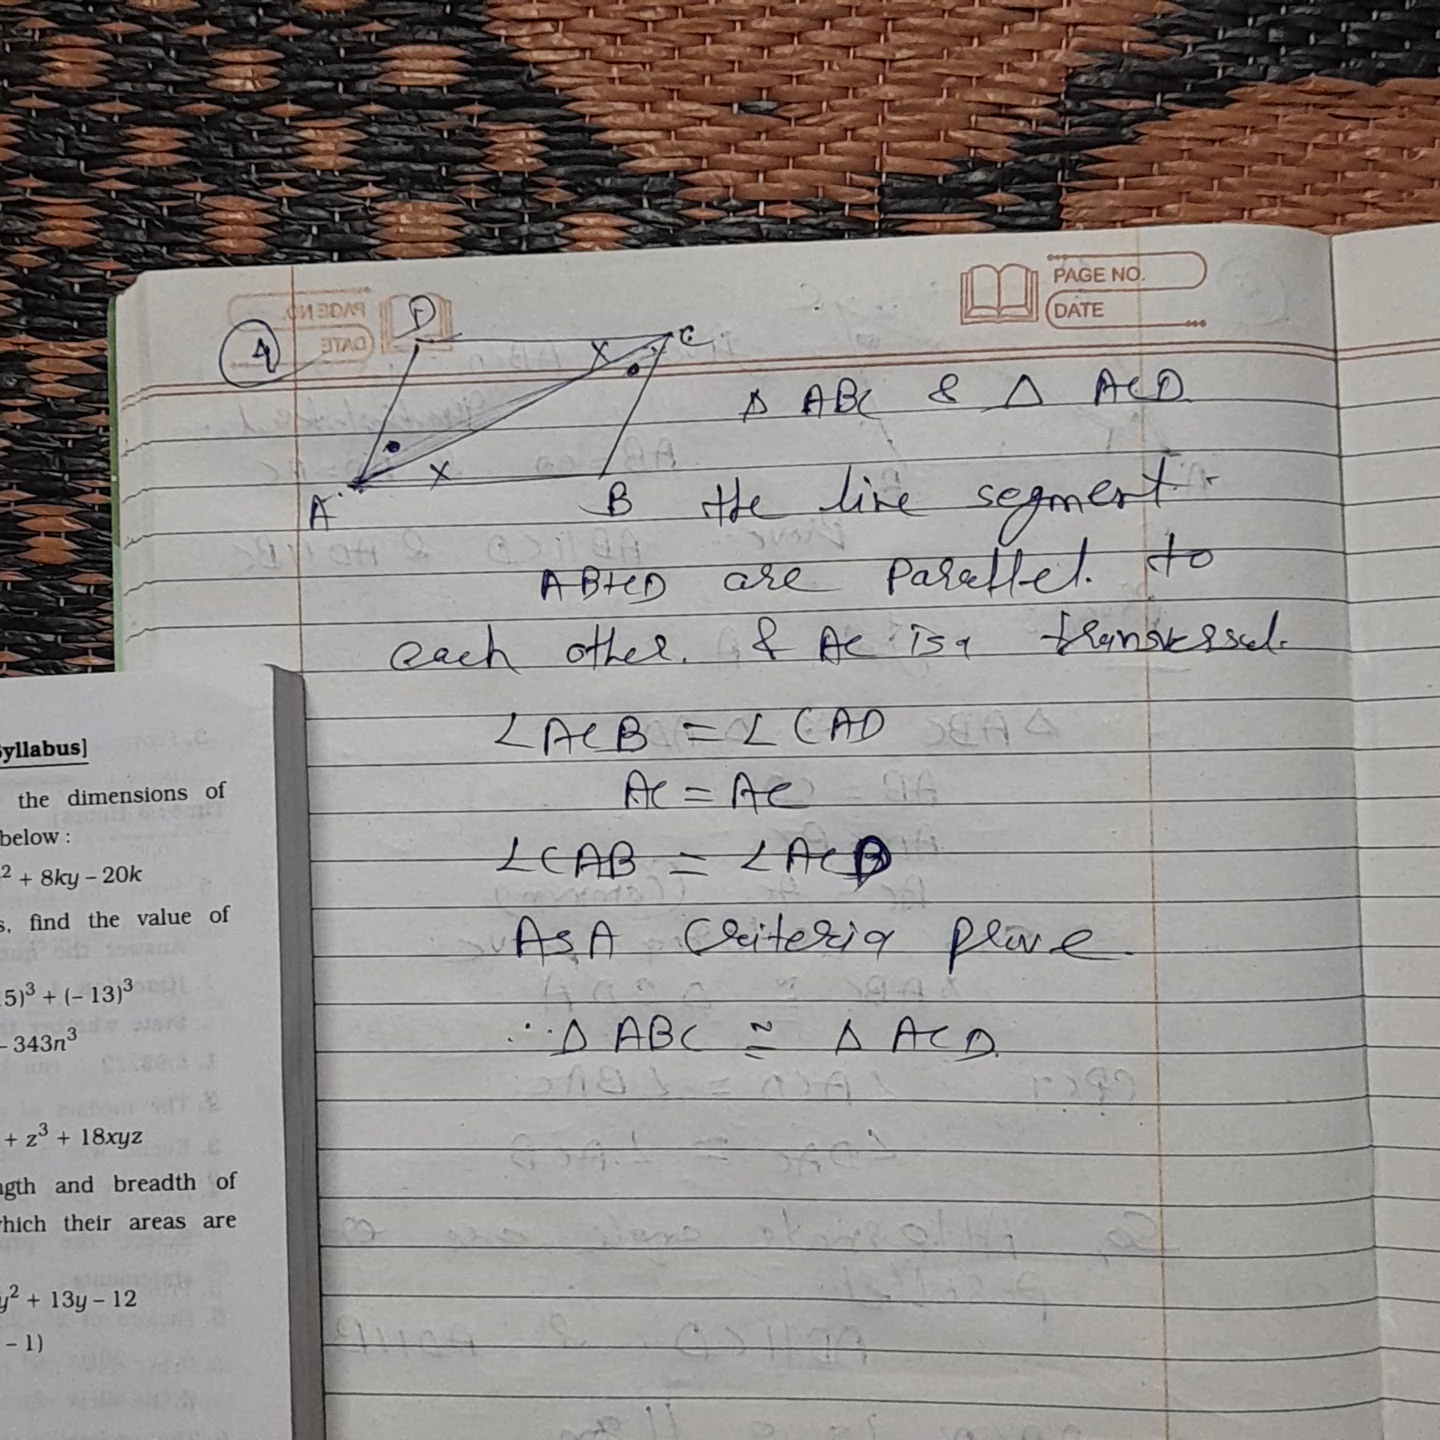 PAGE NO.
DATE
4
D
C
X
X
A
B
Δ ABC & Δ ACD
the line segment
AB+CD are Parallel. to
each other. & AC is a transversal.
∠ACB = ∠CAD
AC = AC
∠CAB = ∠ACD
ASA Criteria prove.
∴ Δ ABC ≅ Δ ACD.
Syllabus]
the dimensions of
below :
2 + 8ky – 20k
s, find the value of
5)³ + (– 13)³
– 343n³
+ z³ + 18xyz
ngth and breadth of
which their areas are
y² + 13y – 12
– 1)